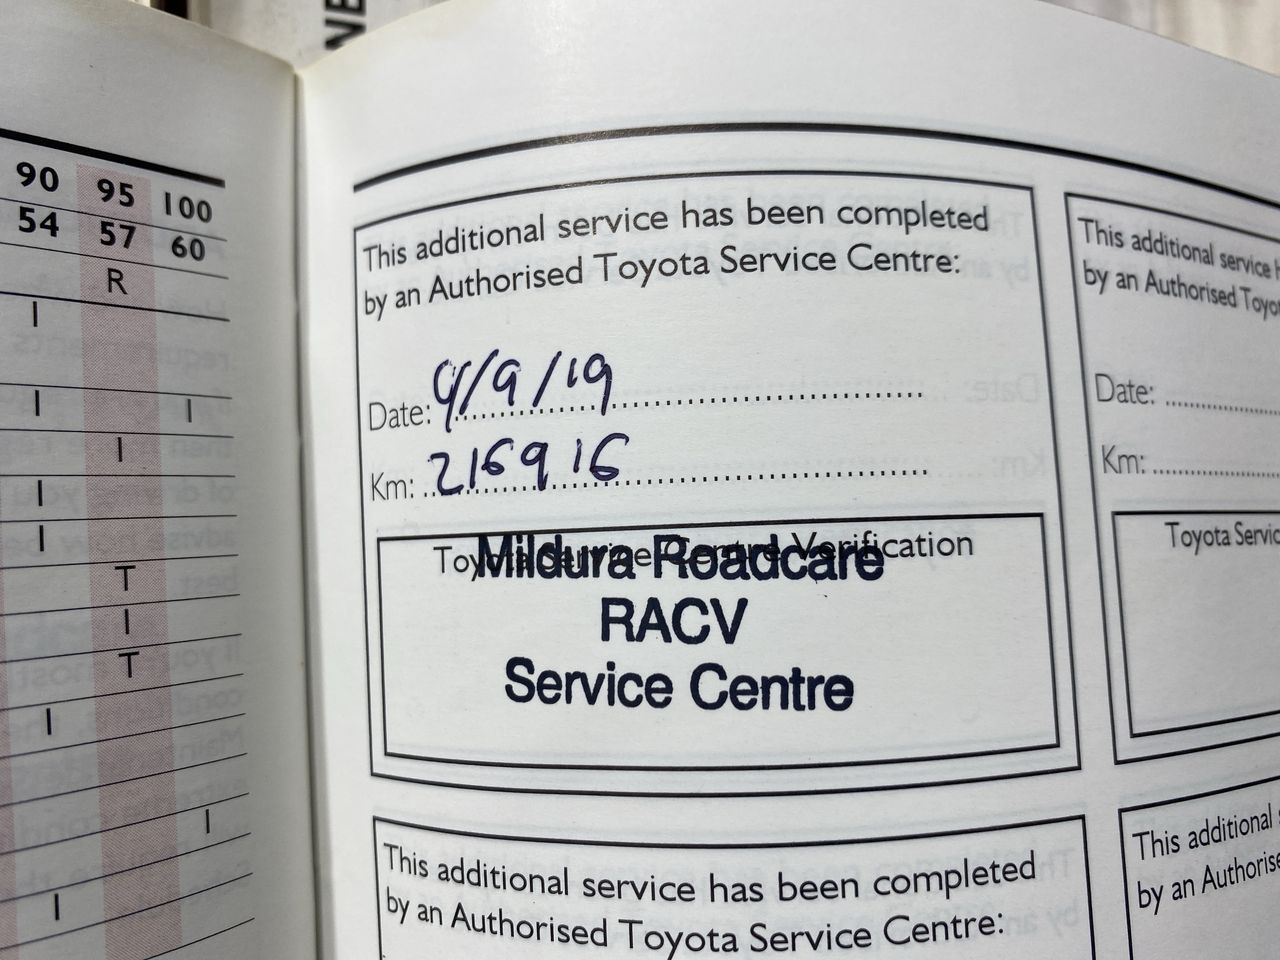 NE
90 95 100
54 57 60
R
I
I I
I
I
I
T
I
T
I
I
I
This additional service has been completed
by an Authorised Toyota Service Centre:
Date: 4/9/19
Km: 216916
Toyota Service Centre Verification
Mildura Roadcare
RACV
Service Centre
This additional service
by an Authorised Toyo
Date:
Km:
Toyota Servic
This additional service has been completed
by an Authorised Toyota Service Centre:
This additional
by an Authorise